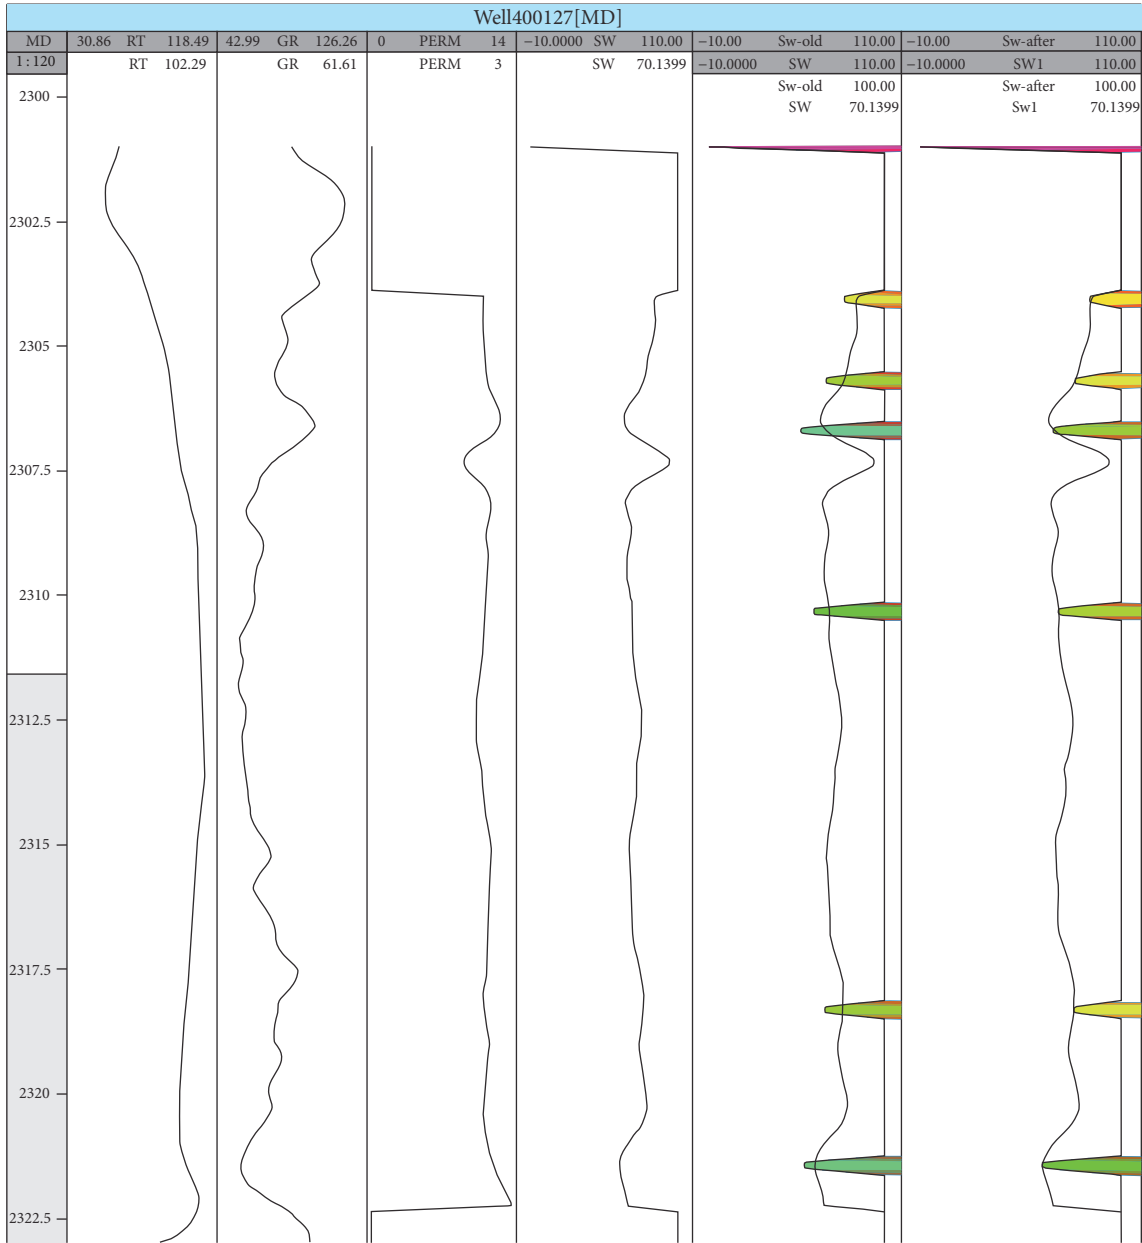 Well400127[MD]
MD 30.86 RT 118.49 42.99 GR 126.26 0 PERM 14 −10.0000 SW 110.00 −10.00 Sw-old 110.00 −10.00 Sw-after 110.00
1 : 120 RT 102.29 GR 61.61 PERM 3 SW 70.1399 −10.0000 SW 110.00 −10.0000 SW1 110.00
Sw-old 100.00 Sw-after 100.00
SW 70.1399 Sw1 70.1399
2300
2302.5
2305
2307.5
2310
2312.5
2315
2317.5
2320
2322.5